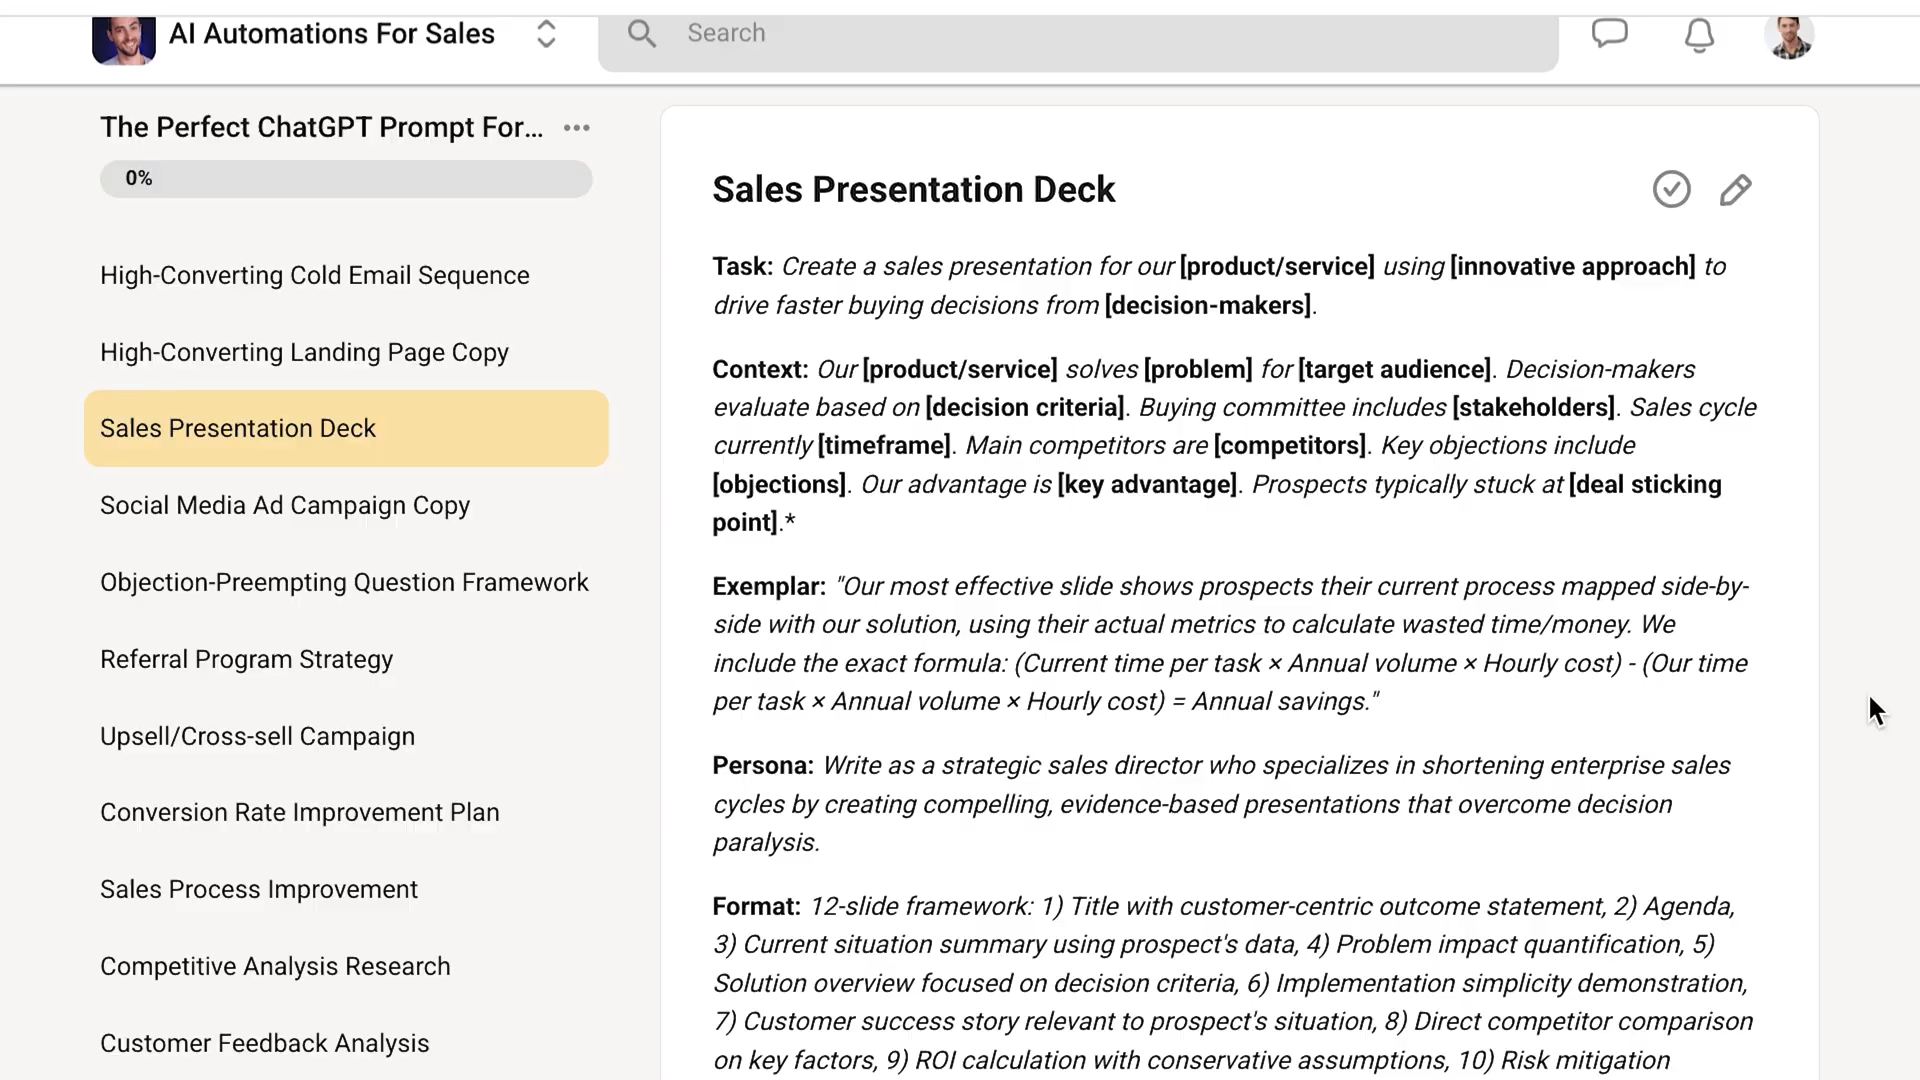 AI Automations For Sales
Search
The Perfect ChatGPT Prompt For...
0%
High-Converting Cold Email Sequence
High-Converting Landing Page Copy
Sales Presentation Deck
Social Media Ad Campaign Copy
Objection-Preempting Question Framework
Referral Program Strategy
Upsell/Cross-sell Campaign
Conversion Rate Improvement Plan
Sales Process Improvement
Competitive Analysis Research
Customer Feedback Analysis
Sales Presentation Deck
Task: Create a sales presentation for our [product/service] using [innovative approach] to
drive faster buying decisions from [decision-makers].
Context: Our [product/service] solves [problem] for [target audience]. Decision-makers
evaluate based on [decision criteria]. Buying committee includes [stakeholders]. Sales cycle
currently [timeframe]. Main competitors are [competitors]. Key objections include
[objections]. Our advantage is [key advantage]. Prospects typically stuck at [deal sticking
point].*
Exemplar: "Our most effective slide shows prospects their current process mapped side-by-
side with our solution, using their actual metrics to calculate wasted time/money. We
include the exact formula: (Current time per task × Annual volume × Hourly cost) - (Our time
per task × Annual volume × Hourly cost) = Annual savings."
Persona: Write as a strategic sales director who specializes in shortening enterprise sales
cycles by creating compelling, evidence-based presentations that overcome decision
paralysis.
Format: 12-slide framework: 1) Title with customer-centric outcome statement, 2) Agenda,
3) Current situation summary using prospect's data, 4) Problem impact quantification, 5)
Solution overview focused on decision criteria, 6) Implementation simplicity demonstration,
7) Customer success story relevant to prospect's situation, 8) Direct competitor comparison
on key factors, 9) ROI calculation with conservative assumptions, 10) Risk mitigation